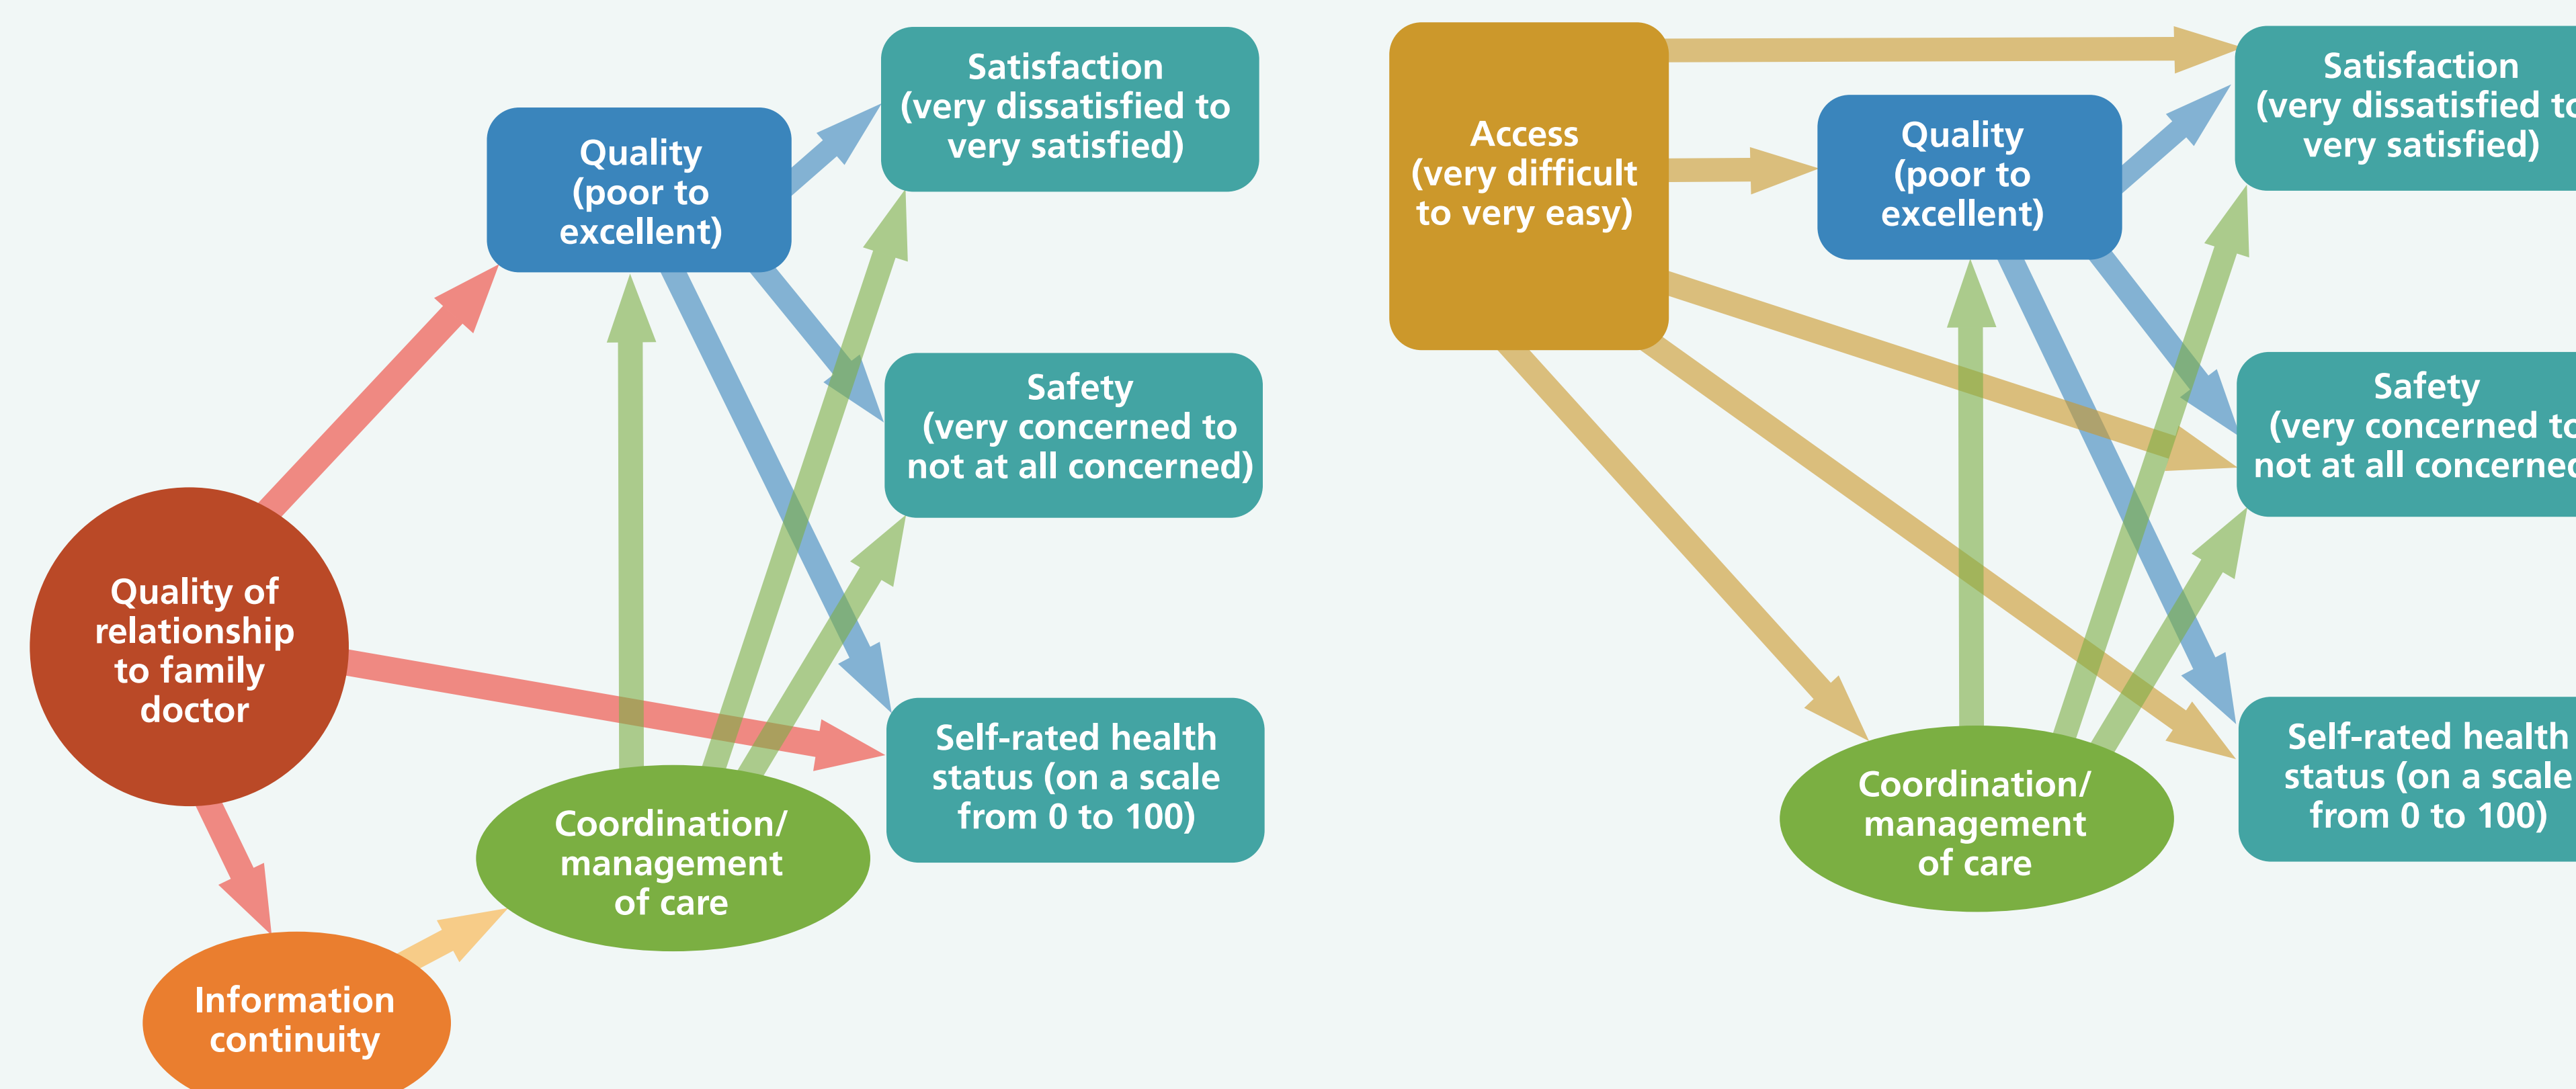 Satisfaction
(very dissatisfied to
very satisfied)
Quality
(poor to
excellent)
Safety
(very concerned to
not at all concerned)
Quality of
relationship
to family
doctor
Self-rated health
status (on a scale
from 0 to 100)
Coordination/
management
of care
Information
continuity
Access
(very difficult
to very easy)
Satisfaction
(very dissatisfied to
very satisfied)
Quality
(poor to
excellent)
Safety
(very concerned to
not at all concerned
Self-rated health
status (on a scale
from 0 to 100)
Coordination/
management
of care